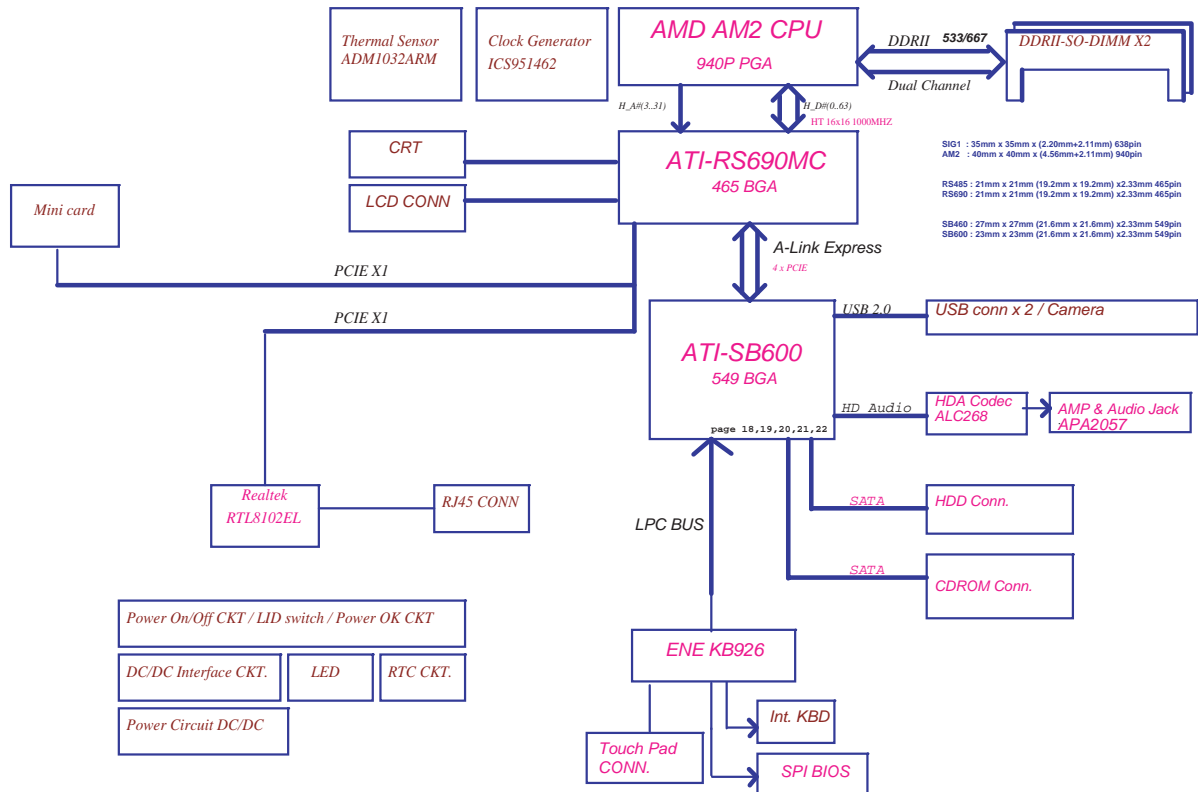 Thermal Sensor
ADM1032ARM
Clock Generator
ICS951462
AMD AM2 CPU
940P PGA
DDRII 533/667
Dual Channel
DDRII-SO-DIMM X2
H_A#(3..31)
H_D#(0..63)
HT 16x16 1000MHZ
CRT
LCD CONN
ATI-RS690MC
465 BGA
SIG1 : 35mm x 35mm x (2.20mm+2.11mm) 638pin
AM2 : 40mm x 40mm x (4.56mm+2.11mm) 940pin
RS485 : 21mm x 21mm (19.2mm x 19.2mm) x2.33mm 465pin
RS690 : 21mm x 21mm (19.2mm x 19.2mm) x2.33mm 465pin
SB460 : 27mm x 27mm (21.6mm x 21.6mm) x2.33mm 549pin
SB600 : 23mm x 23mm (21.6mm x 21.6mm) x2.33mm 549pin
Mini card
A-Link Express
4 x PCIE
PCIE X1
PCIE X1
ATI-SB600
549 BGA
page 18,19,20,21,22
USB 2.0
USB conn x 2 / Camera
HD Audio
HDA Codec
ALC268
AMP & Audio Jack
APA2057
Realtek
RTL8102EL
RJ45 CONN
LPC BUS
SATA
HDD Conn.
SATA
CDROM Conn.
Power On/Off CKT / LID switch / Power OK CKT
DC/DC Interface CKT.
LED
RTC CKT.
Power Circuit DC/DC
ENE KB926
Int. KBD
Touch Pad
CONN.
SPI BIOS